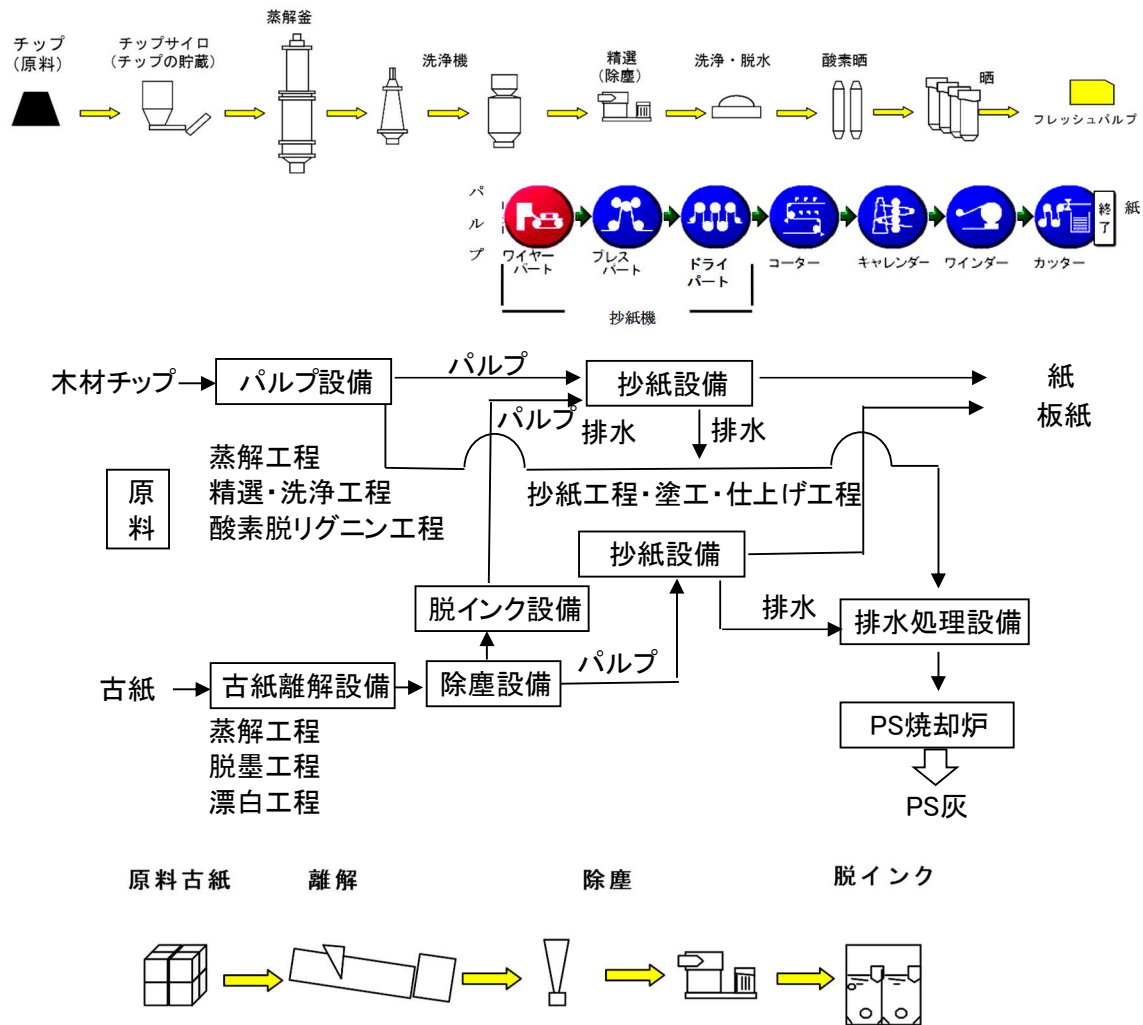 蒸解釜
チップ
(原料)
チップサイロ
(チップの貯蔵)
洗浄機
精選
(除塵)
洗浄・脱水
酸素晒
晒
フレッシュパルプ
パルプ
ワイヤー
パート
プレス
パート
ドライ
パート
コーター
キャレンダー
ワインダー
カッター
終了
紙
抄紙機
木材チップ
パルプ設備
パルプ
抄紙設備
紙
板紙
パルプ
排水
排水
蒸解工程
精選・洗浄工程
酸素脱リグニン工程
原料
抄紙工程・塗工・仕上げ工程
抄紙設備
脱インク設備
排水
排水処理設備
古紙
古紙離解設備
除塵設備
パルプ
蒸解工程
脱墨工程
漂白工程
PS焼却炉
PS灰
原料古紙
離解
除塵
脱インク